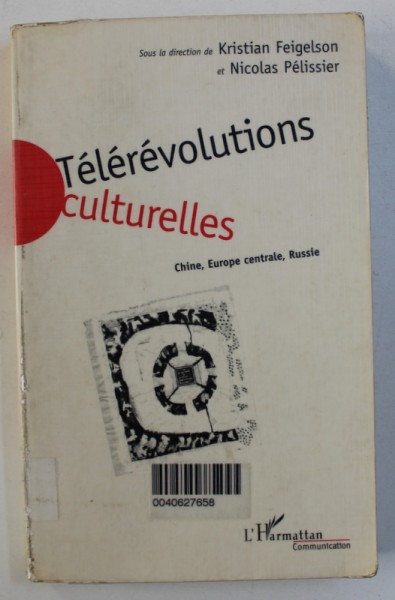 Sous la direction de Kristian Feigelson
et Nicolas Pélissier
Télérévolutions
culturelles
Chine, Europe centrale, Russie
0040627658
L'Harmattan
Communication